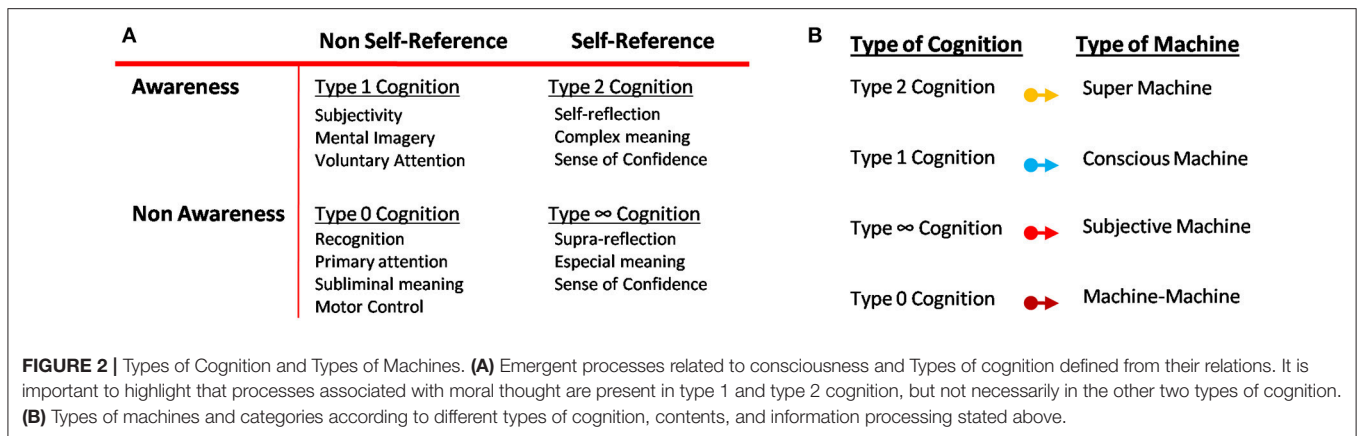 A
Non Self-Reference Self-Reference
Awareness Type 1 Cognition Type 2 Cognition
Subjectivity Self-reflection
Mental Imagery Complex meaning
Voluntary Attention Sense of Confidence
Non Awareness Type 0 Cognition Type ∞ Cognition
Recognition Supra-reflection
Primary attention Especial meaning
Subliminal meaning Sense of Confidence
Motor Control
B
Type of Cognition Type of Machine
Type 2 Cognition Super Machine
Type 1 Cognition Conscious Machine
Type ∞ Cognition Subjective Machine
Type 0 Cognition Machine-Machine
FIGURE 2 | Types of Cognition and Types of Machines. (A) Emergent processes related to consciousness and Types of cognition defined from their relations. It is
important to highlight that processes associated with moral thought are present in type 1 and type 2 cognition, but not necessarily in the other two types of cognition.
(B) Types of machines and categories according to different types of cognition, contents, and information processing stated above.